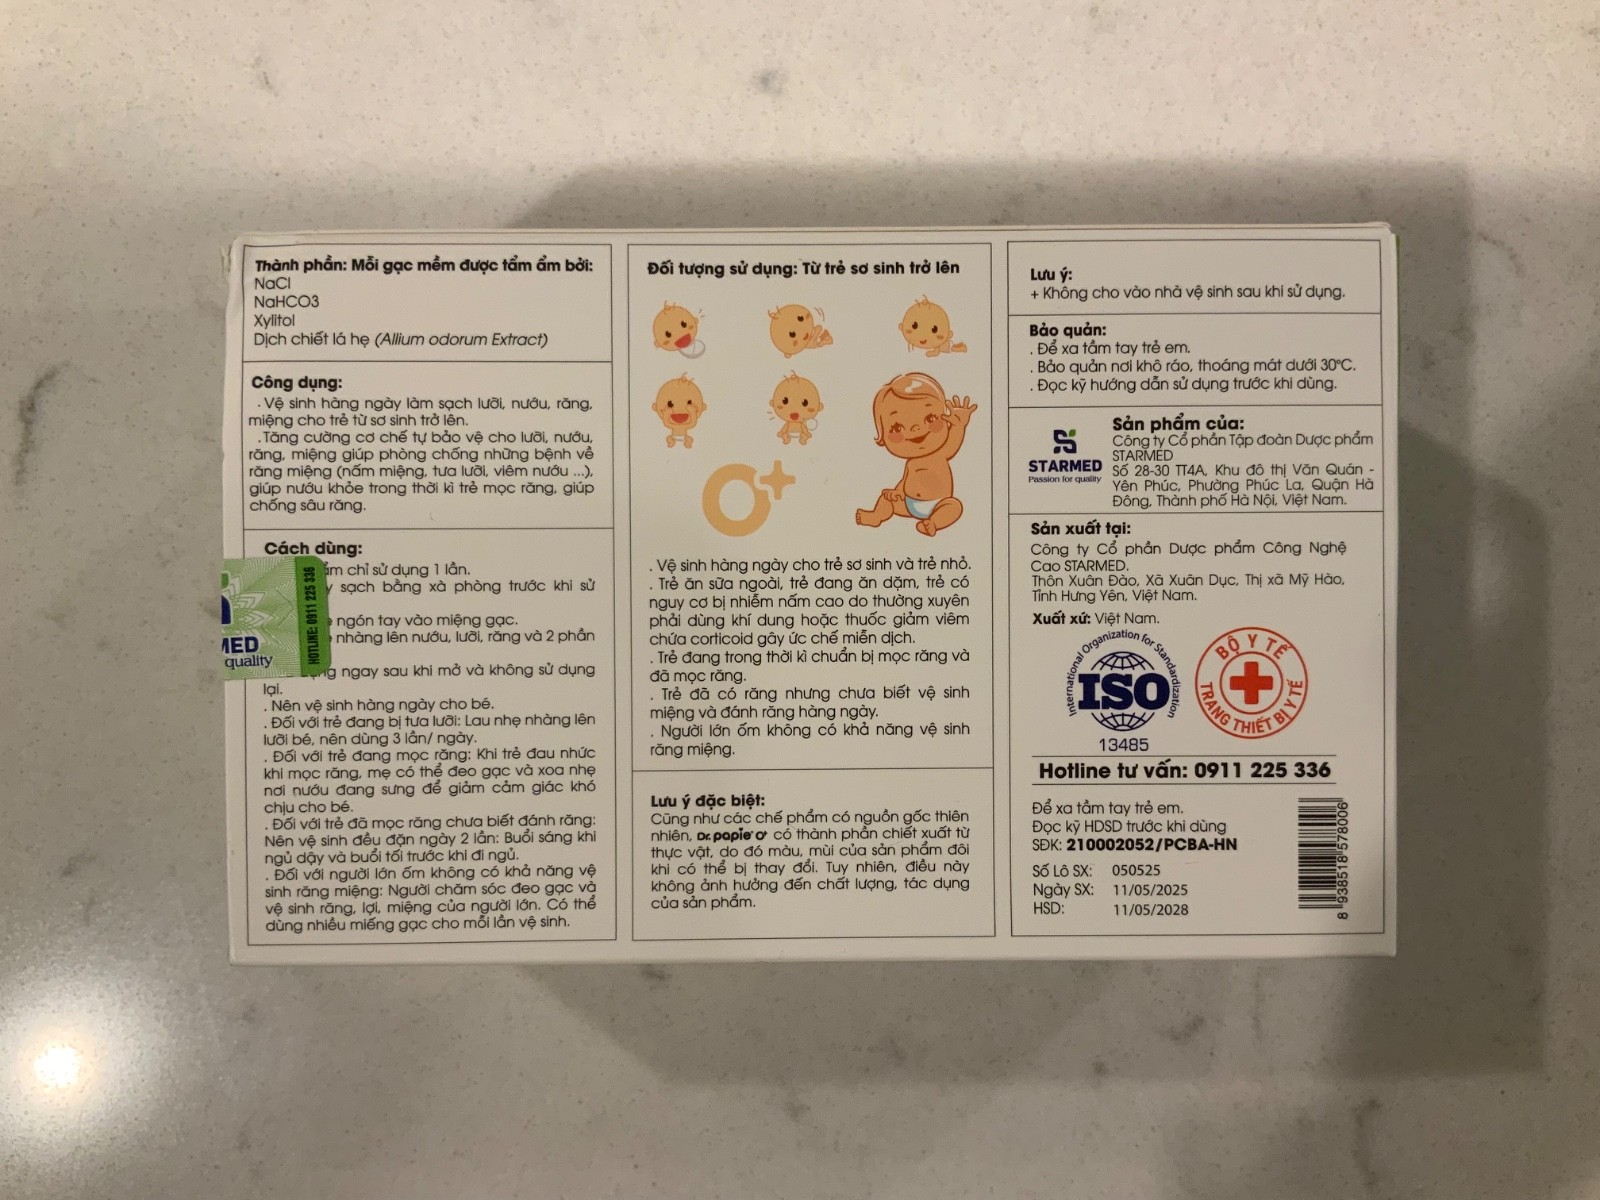 Thành phần: Mỗi gạc mềm được tẩm ẩm bởi:
NaCl
NaHCO3
Xylitol
Dịch chiết lá hẹ (Allium odorum Extract)
Công dụng:
. Vệ sinh hàng ngày làm sạch lưỡi, nướu, răng,
miệng cho trẻ từ sơ sinh trở lên.
. Tăng cường cơ chế tự bảo vệ cho lưỡi, nướu,
răng, miệng giúp phòng chống những bệnh về
răng miệng (nấm miệng, tưa lưỡi, viêm nướu ...),
giúp nướu khỏe trong thời kì trẻ mọc răng, giúp
chống sâu răng.
Cách dùng:
chỉ sử dụng 1 lần.
sạch bằng xà phòng trước khi sử
ngón tay vào miệng gạc.
nhàng lên nướu, lưỡi, răng và 2 phần
ngay sau khi mở và không sử dụng
lại.
. Nên vệ sinh hàng ngày cho bé.
. Đối với trẻ đang bị tưa lưỡi: Lau nhẹ nhàng lên
lưỡi bé, nên dùng 3 lần/ ngày.
. Đối với trẻ đang mọc răng: Khi trẻ đau nhức
khi mọc răng, mẹ có thể đeo gạc và xoa nhẹ
nơi nướu đang sưng để giảm cảm giác khó
chịu cho bé.
. Đối với trẻ đã mọc răng chưa biết đánh răng:
Nên vệ sinh đều đặn ngày 2 lần: Buổi sáng khi
ngủ dậy và buổi tối trước khi đi ngủ.
. Đối với người lớn ốm không có khả năng vệ
sinh răng miệng: Người chăm sóc đeo gạc và
vệ sinh răng, lợi, miệng của người lớn. Có thể
dùng nhiều miếng gạc cho mỗi lần vệ sinh.
MED
quality
HOTLINE: 0911 225 336
Đối tượng sử dụng: Từ trẻ sơ sinh trở lên
0+
. Vệ sinh hàng ngày cho trẻ sơ sinh và trẻ nhỏ.
. Trẻ ăn sữa ngoài, trẻ đang ăn dặm, trẻ có
nguy cơ bị nhiễm nấm cao do thường xuyên
phải dùng khí dung hoặc thuốc giảm viêm
chứa corticoid gây ức chế miễn dịch.
. Trẻ đang trong thời kì chuẩn bị mọc răng và
đã mọc răng.
. Trẻ đã có răng nhưng chưa biết vệ sinh
miệng và đánh răng hàng ngày.
. Người lớn ốm không có khả năng vệ sinh
răng miệng.
Lưu ý đặc biệt:
Cũng như các chế phẩm có nguồn gốc thiên
nhiên, Dr.papie 0+ có thành phần chiết xuất từ
thực vật, do đó màu, mùi của sản phẩm đôi
khi có thể bị thay đổi. Tuy nhiên, điều này
không ảnh hưởng đến chất lượng, tác dụng
của sản phẩm.
Lưu ý:
+ Không cho vào nhà vệ sinh sau khi sử dụng.
Bảo quản:
. Để xa tầm tay trẻ em.
. Bảo quản nơi khô ráo, thoáng mát dưới 30°C.
. Đọc kỹ hướng dẫn sử dụng trước khi dùng.
STARMED
Passion for quality
Sản phẩm của:
Công ty Cổ phần Tập đoàn Dược phẩm
STARMED
Số 28-30 TT4A, Khu đô thị Văn Quán -
Yên Phúc, Phường Phúc La, Quận Hà
Đông, Thành phố Hà Nội, Việt Nam.
Sản xuất tại:
Công ty Cổ phần Dược phẩm Công Nghệ
Cao STARMED.
Thôn Xuân Đào, Xã Xuân Dục, Thị xã Mỹ Hào,
Tỉnh Hưng Yên, Việt Nam.
Xuất xứ: Việt Nam.
International Organization for Standardization
ISO
13485
BỘ Y TẾ
TRANG THIẾT BỊ Y TẾ
Hotline tư vấn: 0911 225 336
Để xa tầm tay trẻ em.
Đọc kỹ HDSD trước khi dùng
SĐK: 210002052/PCBA-HN
Số Lô SX: 050525
Ngày SX: 11/05/2025
HSD: 11/05/2028
8 938518 578006